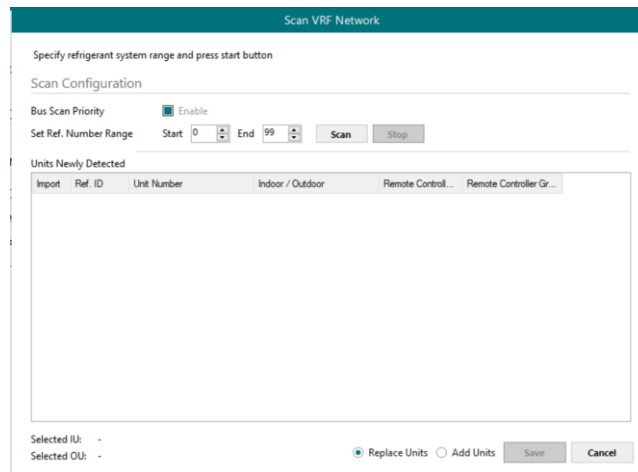 Scan VRF Network
Specify refrigerant system range and press start button
Scan Configuration
Bus Scan Priority Enable
Set Ref. Number Range Start 0 End 99 Scan Stop
Units Newly Detected
Import Ref. ID Unit Number Indoor / Outdoor Remote Controll... Remote Controller Gr...
Selected IU: -
Selected OU: -
Replace Units Add Units Save Cancel